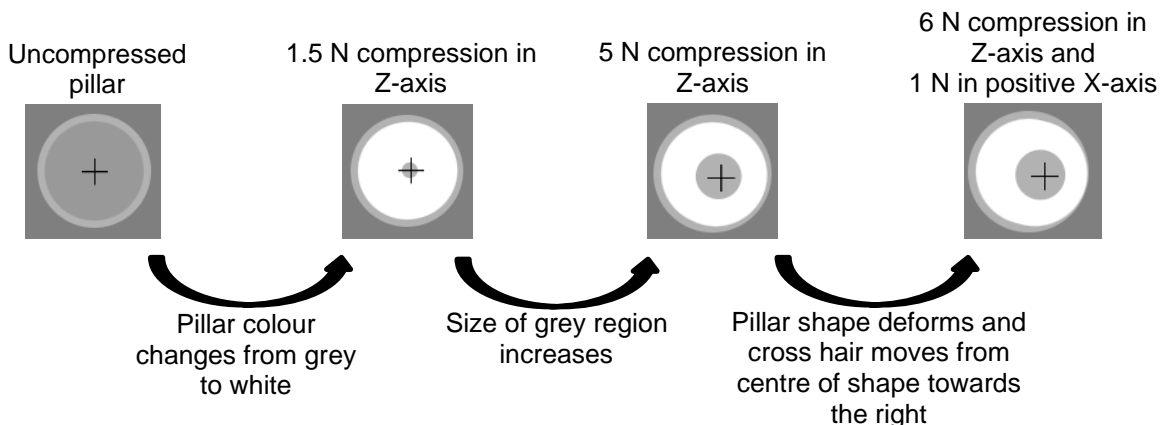 Uncompressed
pillar
1.5 N compression in
Z-axis
5 N compression in
Z-axis
6 N compression in
Z-axis and
1 N in positive X-axis
Pillar colour
changes from grey
to white
Size of grey region
increases
Pillar shape deforms and
cross hair moves from
centre of shape towards
the right